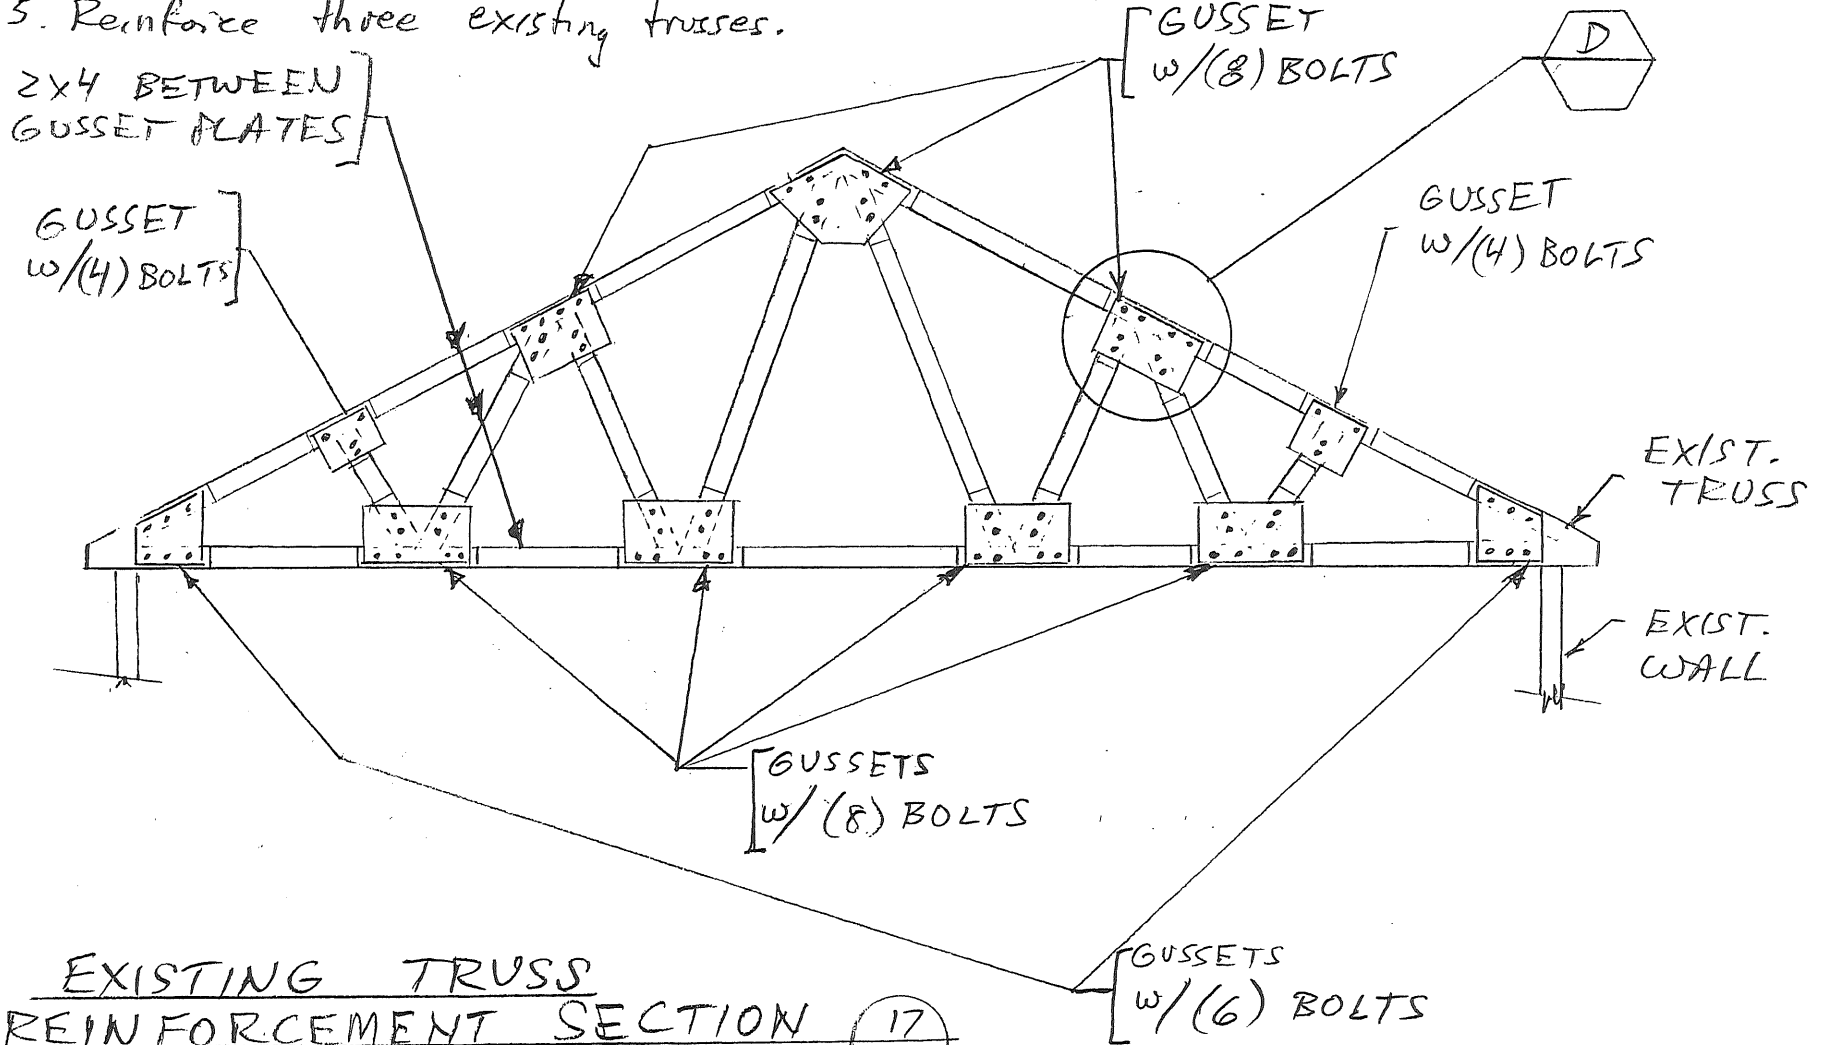 5. Reinforce three existing trusses.
2X4 BETWEEN
GUSSET PLATES
GUSSET
W/(8) BOLTS
D
GUSSET
W/(4) BOLTS
GUSSET
W/(4) BOLTS
EXIST.
TRUSS
EXIST.
WALL
GUSSETS
W/(8) BOLTS
GUSSETS
W/(6) BOLTS
EXISTING TRUSS
REINFORCEMENT SECTION 17